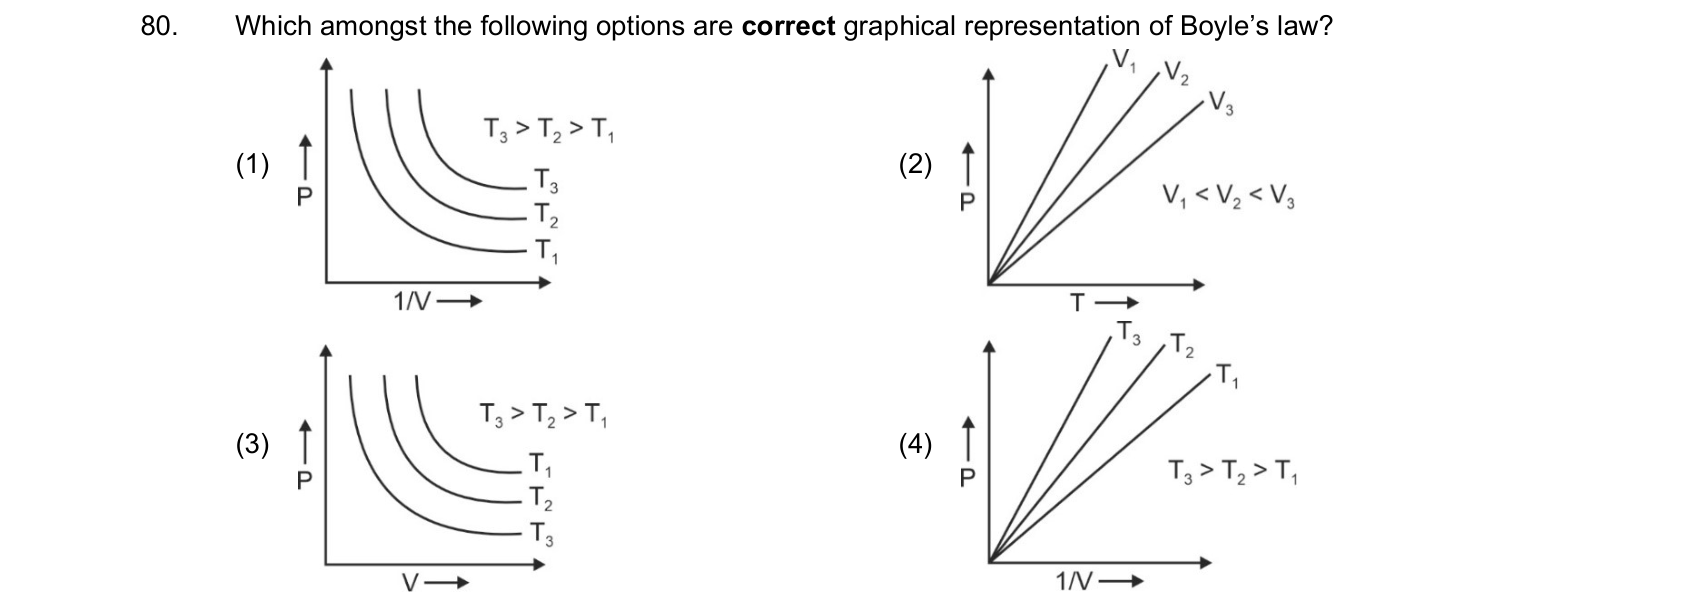 80. Which amongst the following options are correct graphical representation of Boyle's law?
(1)
P
T₃ > T₂ > T₁
T₃
T₂
T₁
1/V
(2)
P
V₁
V₂
V₃
V₁ < V₂ < V₃
T
(3)
P
T₃ > T₂ > T₁
T₁
T₂
T₃
V
(4)
P
T₃
T₂
T₁
T₃ > T₂ > T₁
1/V